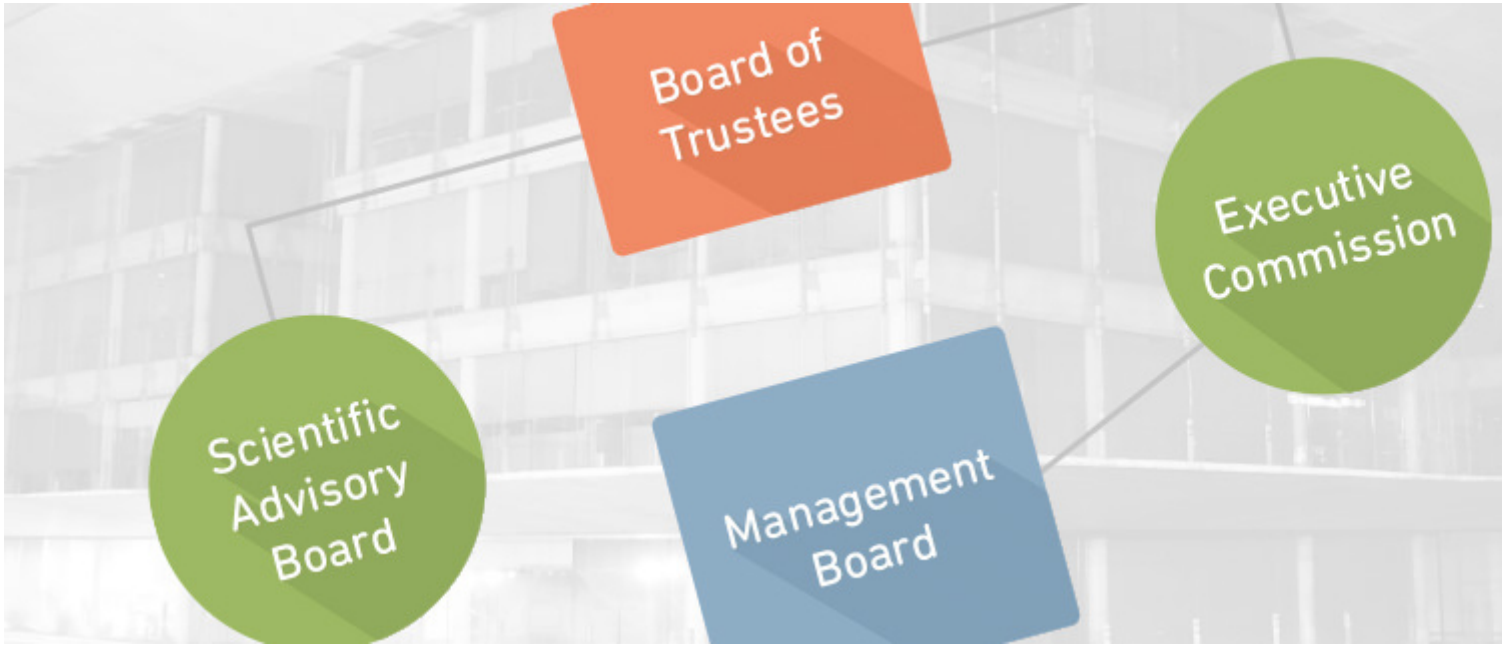 Board of
Trustees
Executive
Commission
Scientific
Advisory
Board
Management
Board